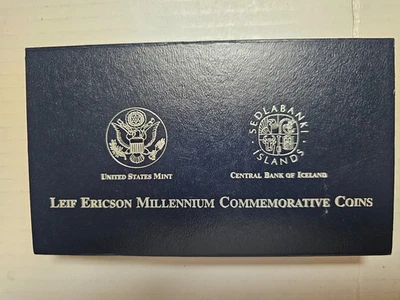 SEDLABANKI
ISLANDS
UNITED STATES MINT
CENTRAL BANK OF ICELAND
LEIF ERICSON MILLENNIUM COMMEMORATIVE COINS